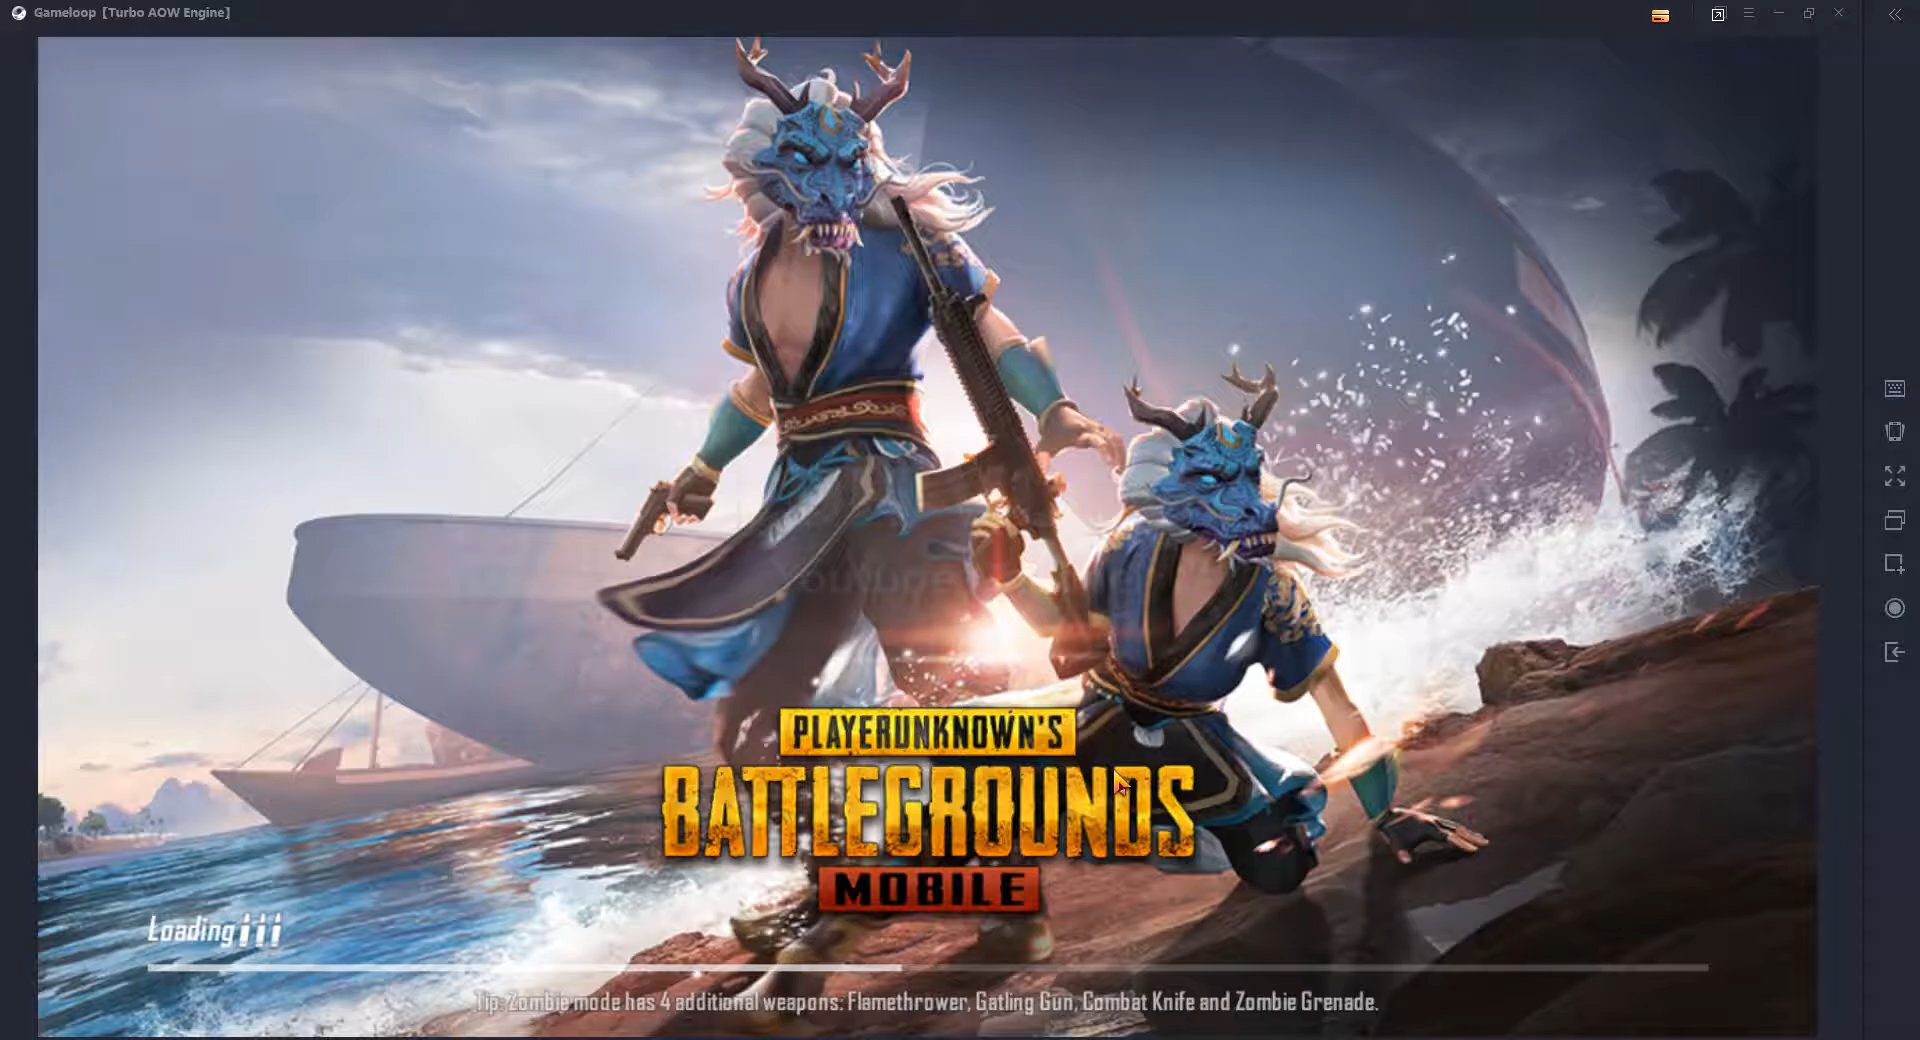 Gameloop [Turbo AOW Engine]
PLAYERUNKNOWN'S
BATTLEGROUNDS
MOBILE
Loading
Tip: Zombie mode has 4 additional weapons: Flamethrower, Gatling Gun, Combat Knife and Zombie Grenade.